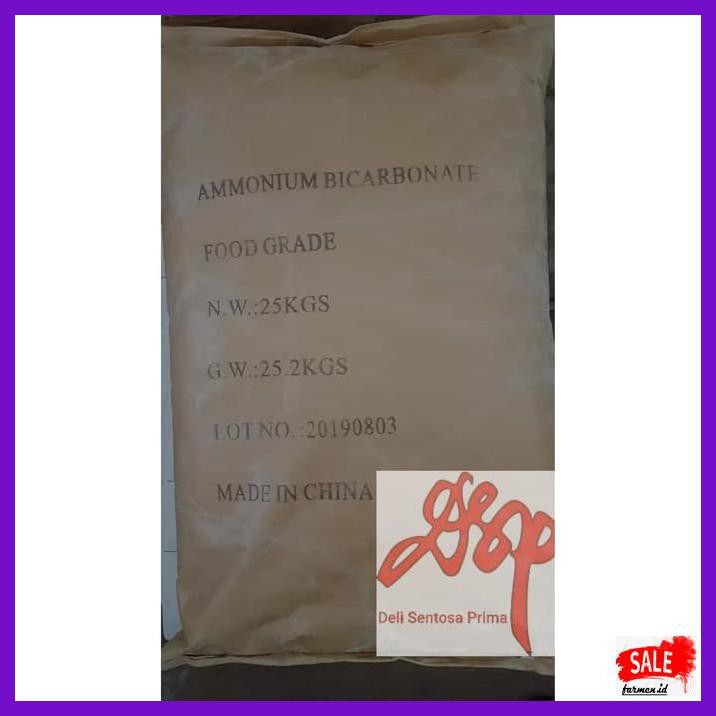 AMMONIUM BICARBONATE
FOOD GRADE
N.W.:25KGS
G.W.:25.2KGS
LOT NO.:20190803
MADE IN CHINA
Dsp
Deli Sentosa Prima
SALE
farmen.id